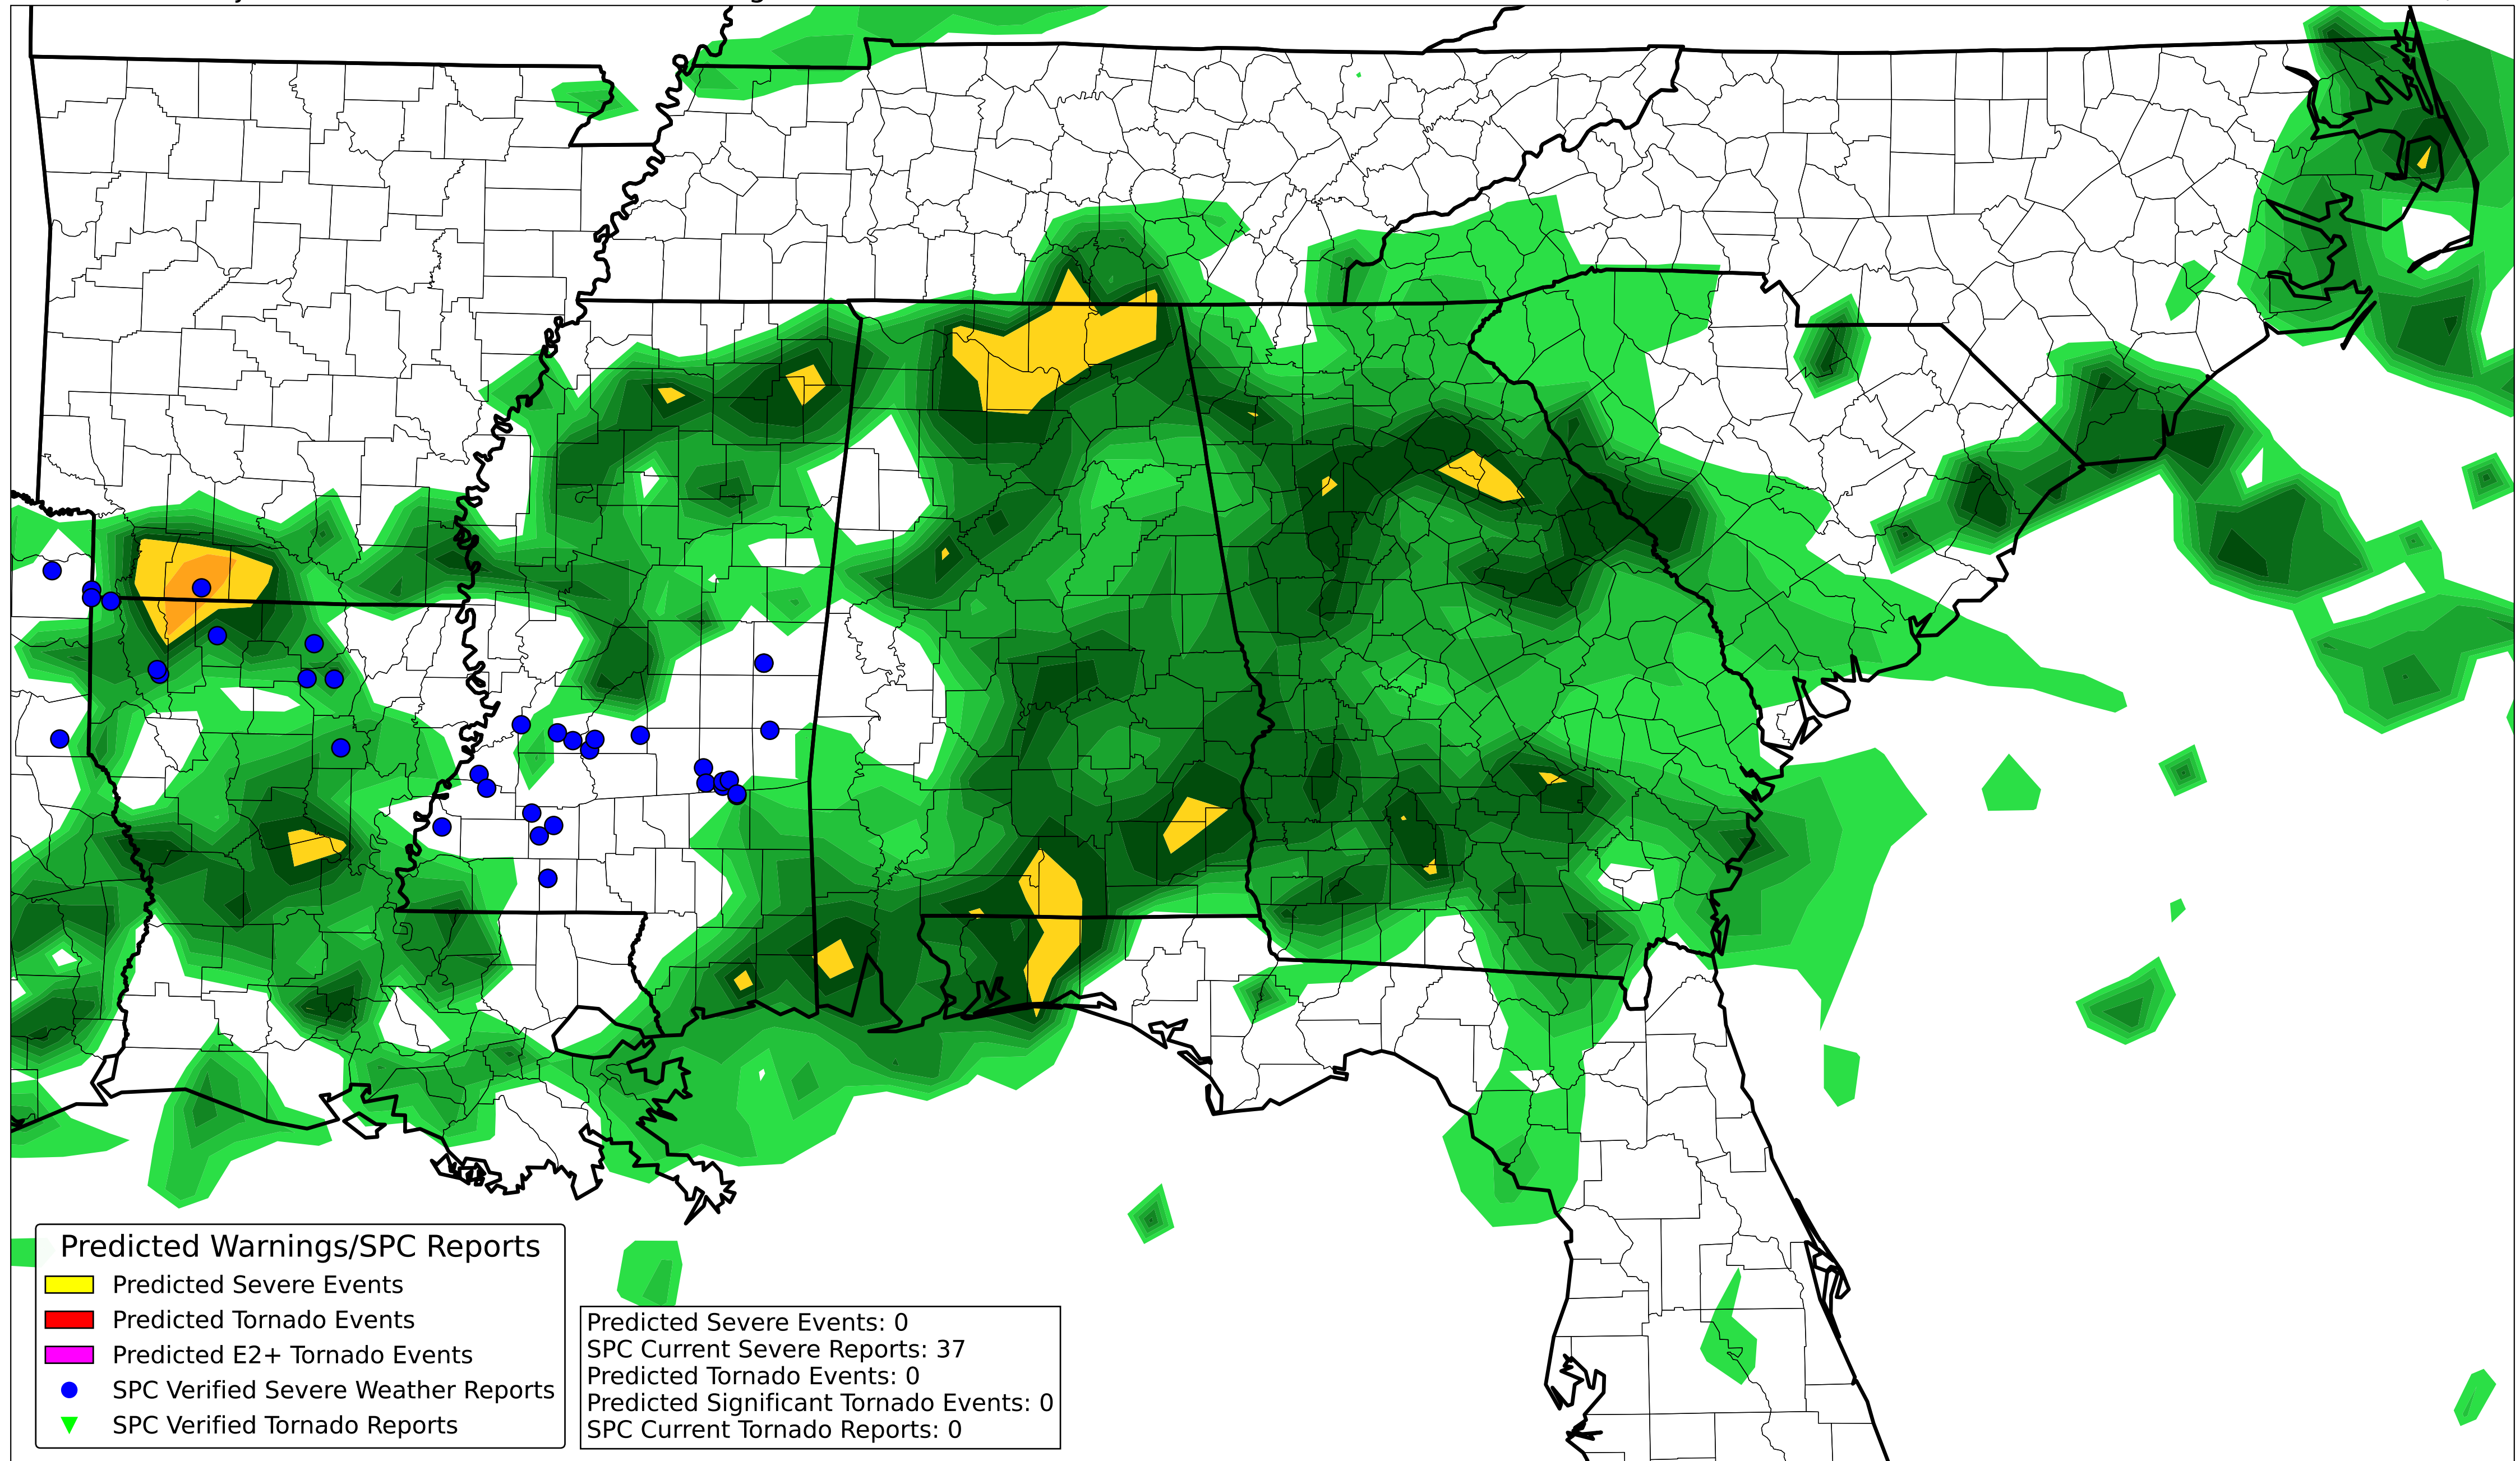 Predicted Warnings/SPC Reports
Predicted Severe Events
Predicted Tornado Events
Predicted E2+ Tornado Events
SPC Verified Severe Weather Reports
SPC Verified Tornado Reports
Predicted Severe Events: 0
SPC Current Severe Reports: 37
Predicted Tornado Events: 0
Predicted Significant Tornado Events: 0
SPC Current Tornado Reports: 0